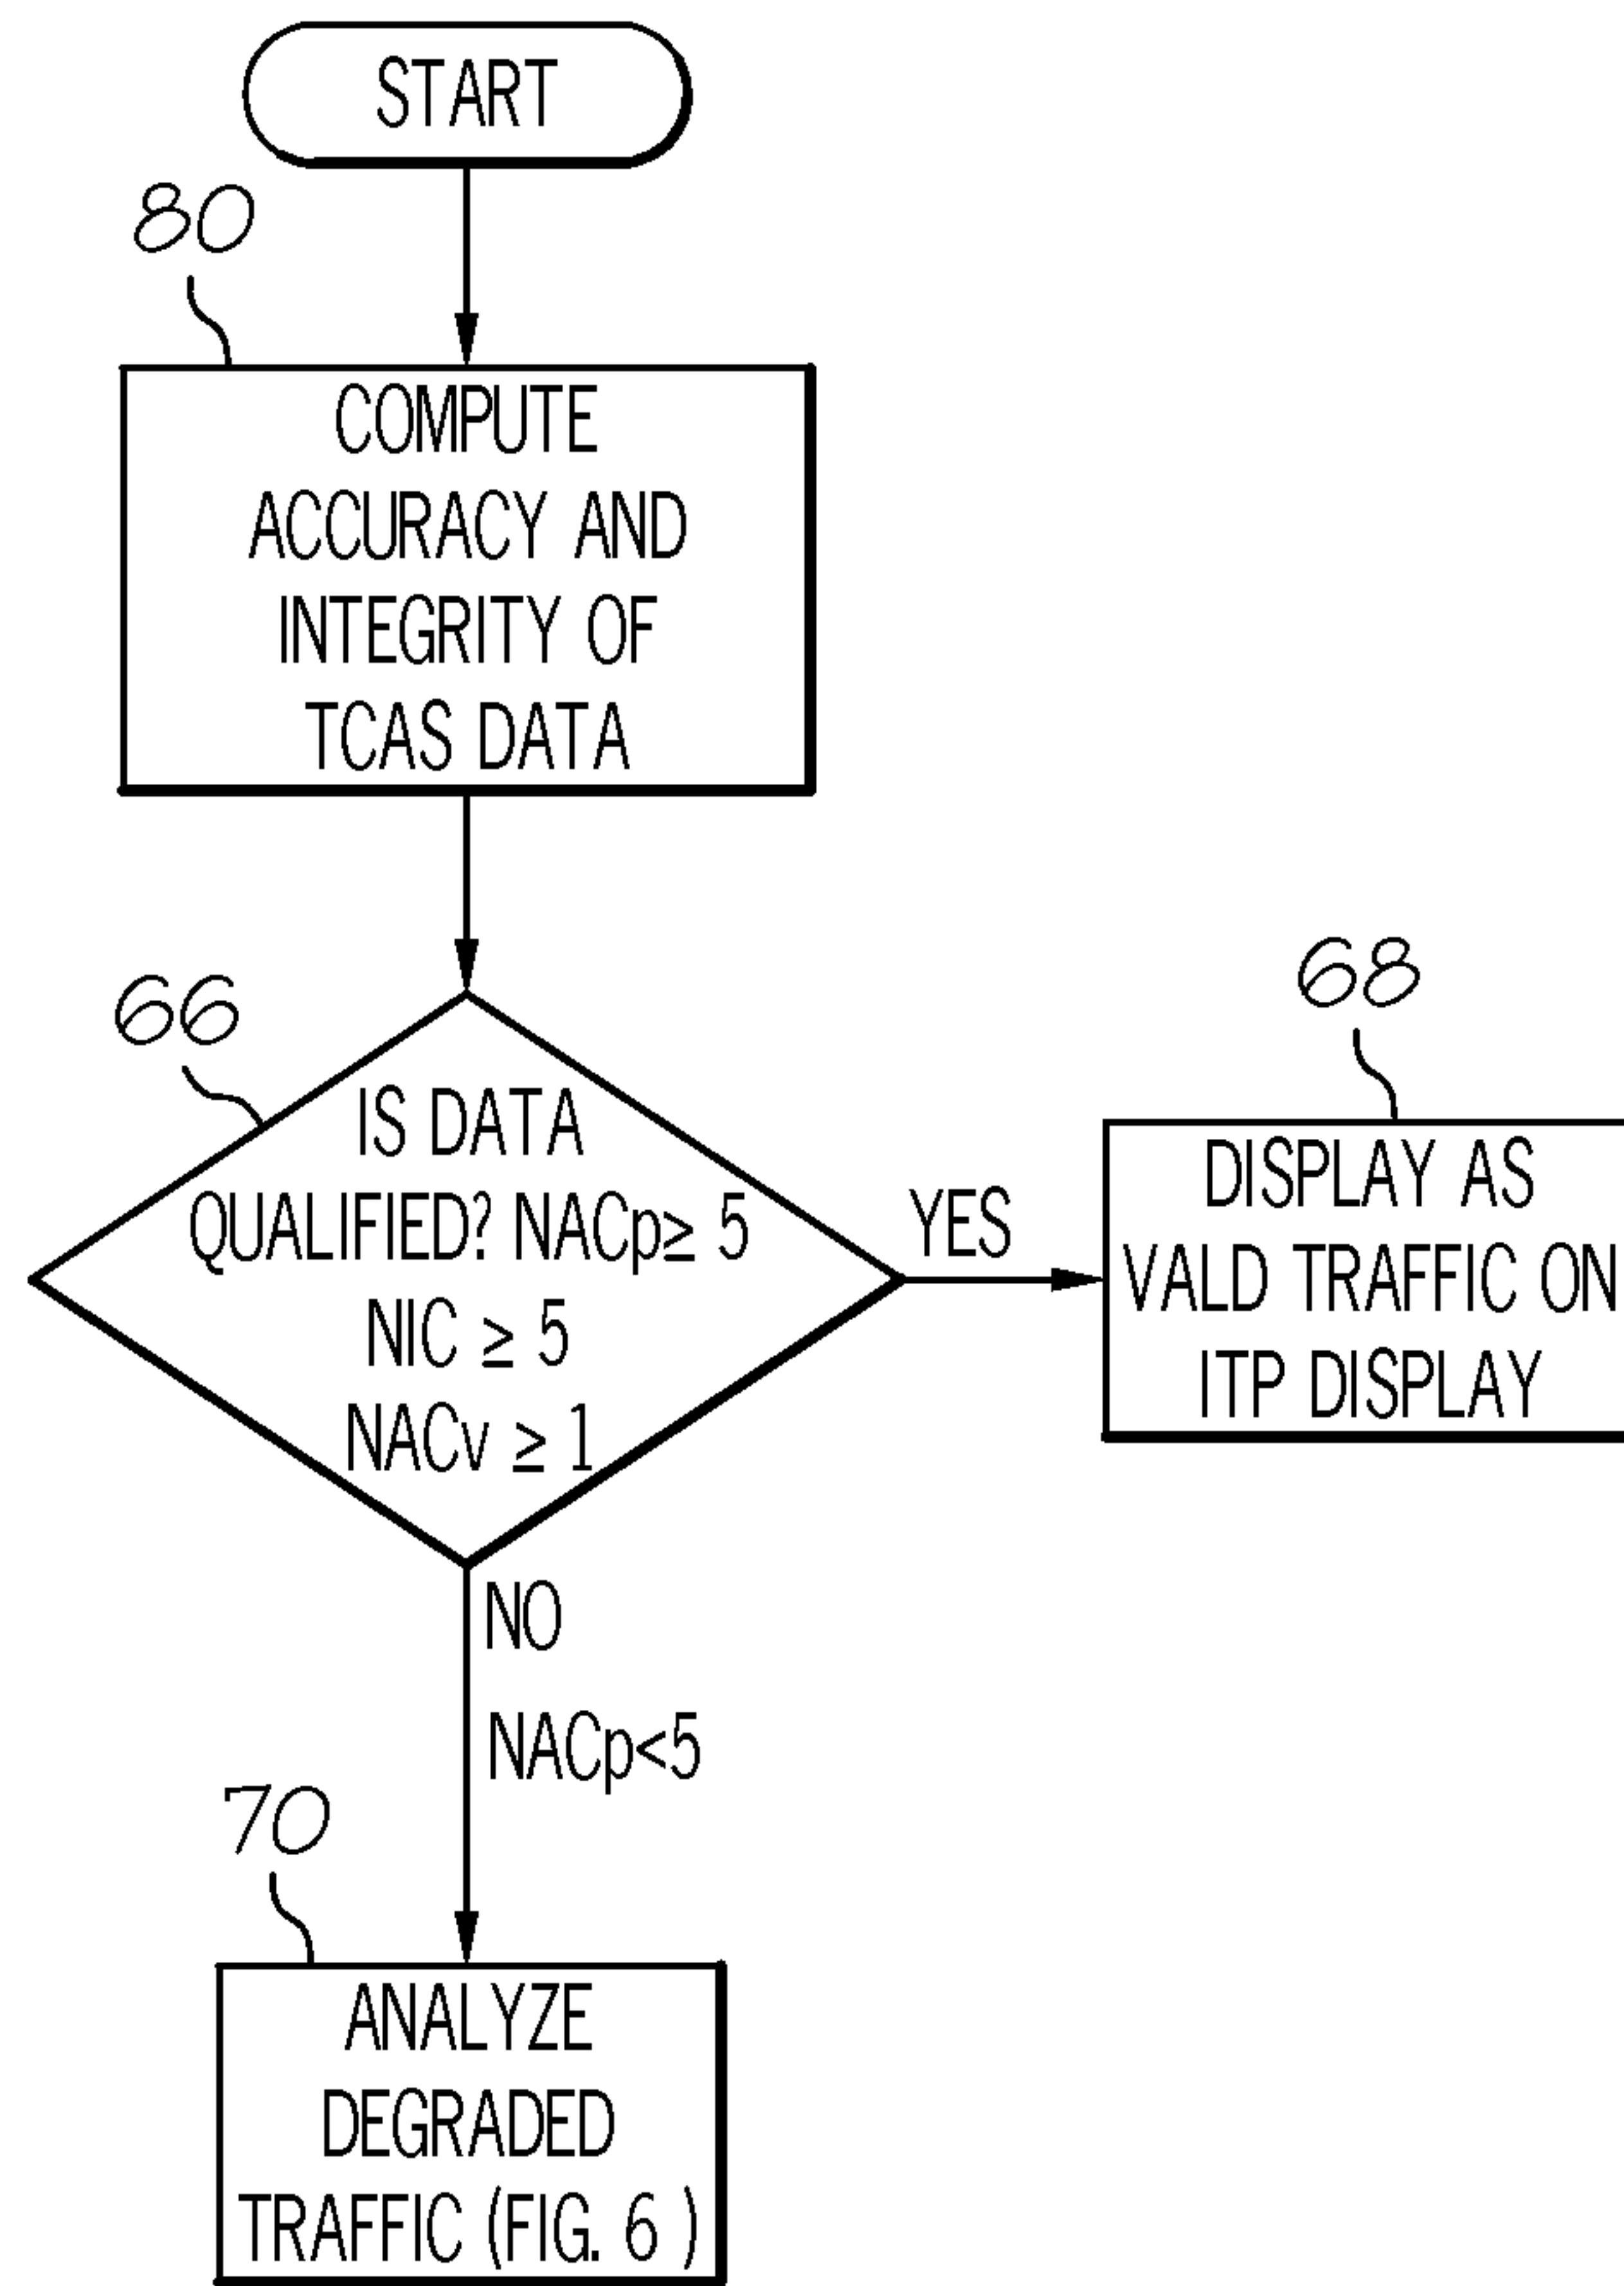 START
80
COMPUTE
ACCURACY AND
INTEGRITY OF
TCAS DATA
66
IS DATA
QUALIFIED? NACp≥ 5
NIC ≥ 5
NACv ≥ 1
YES
68
DISPLAY AS
VALD TRAFFIC ON
ITP DISPLAY
NO
NACp<5
70
ANALYZE
DEGRADED
TRAFFIC (FIG. 6 )